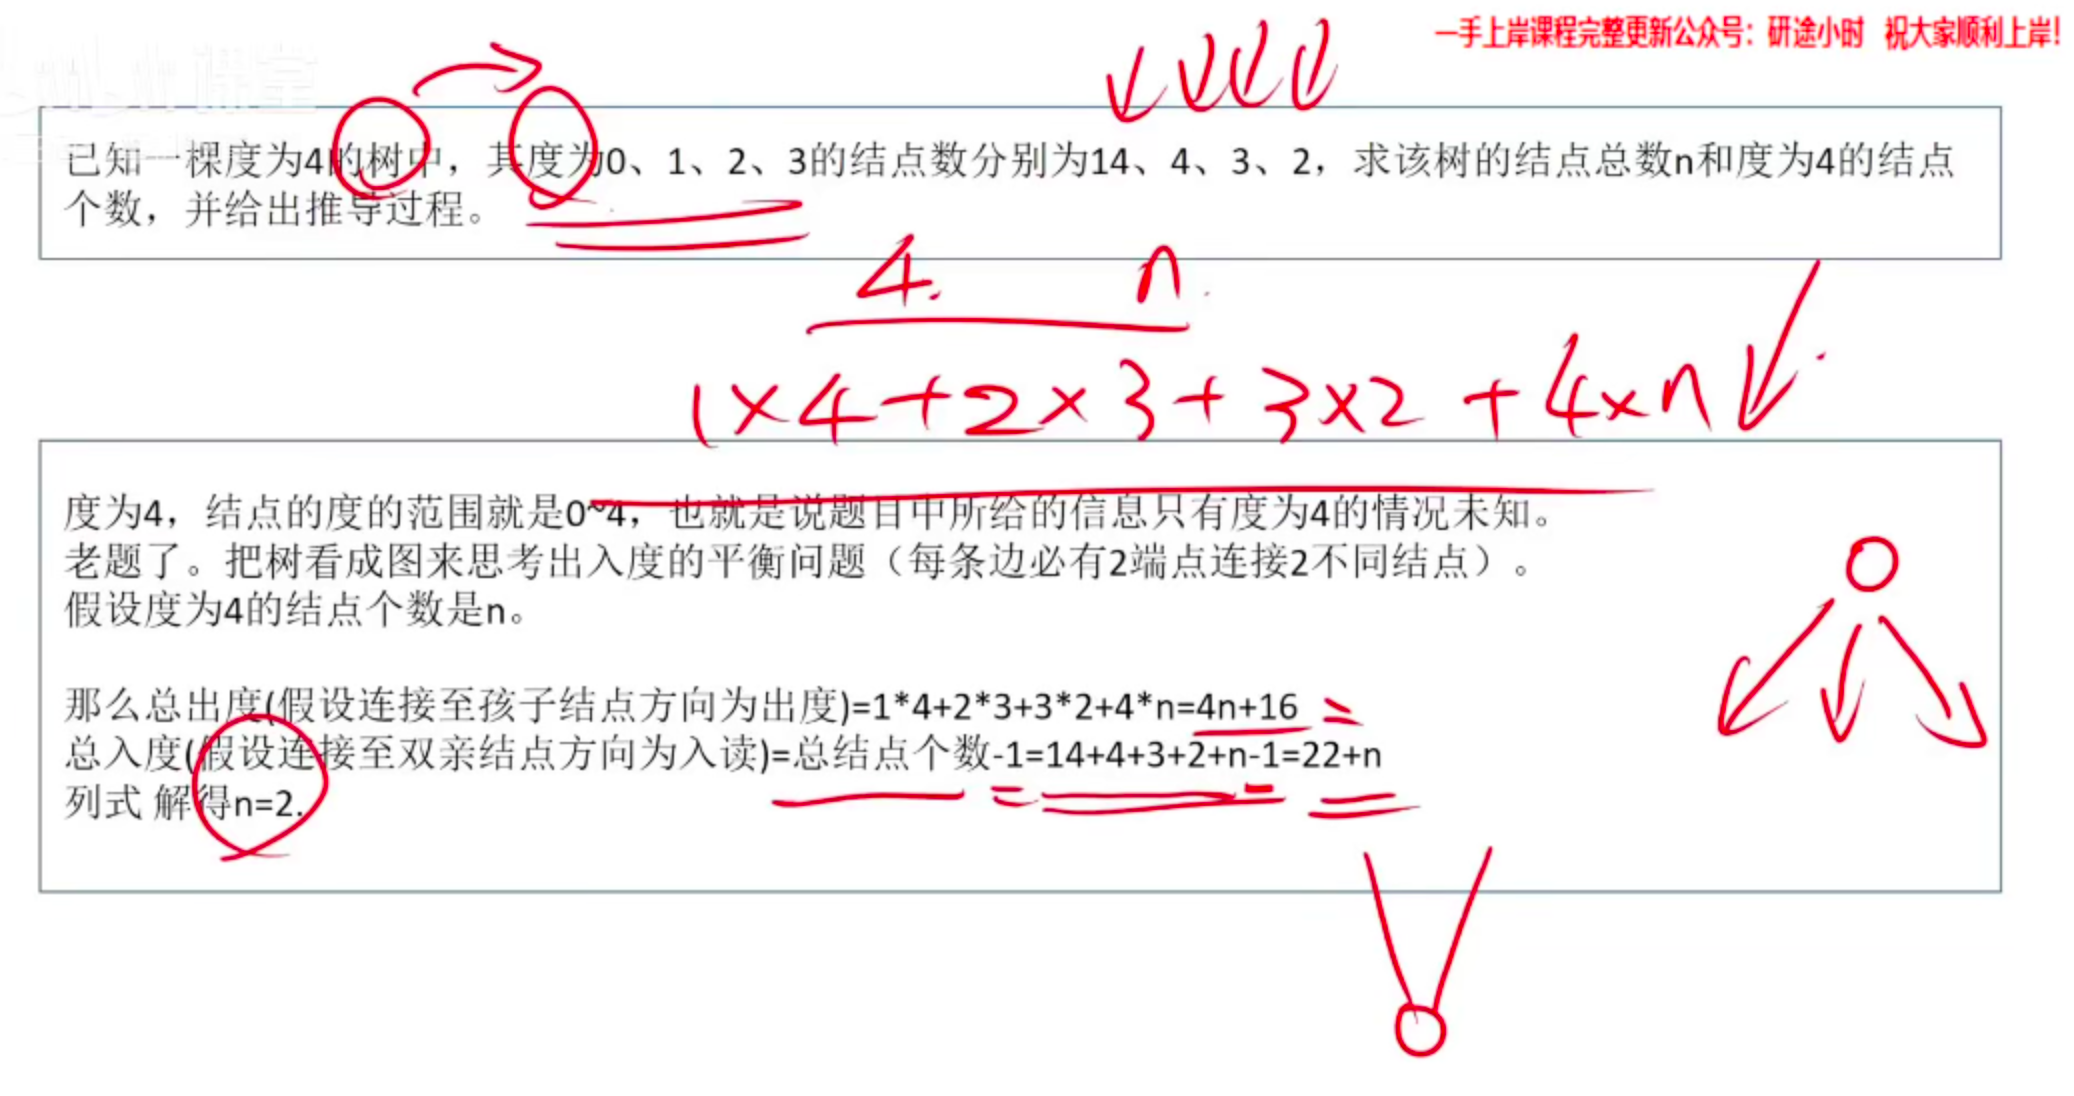 一手上岸课程完整更新公众号：研途小时 祝大家顺利上岸！
已知一棵度为4的树中，其度为0、1、2、3的结点数分别为14、4、3、2，求该树的结点总数n和度为4的结点
个数，并给出推导过程。
4. n
1×4+2×3+3×2+4×n
度为4，结点的度的范围就是0~4，也就是说题目中所给的信息只有度为4的情况未知。
老题了。把树看成图来思考出入度的平衡问题（每条边必有2端点连接2不同结点）。
假设度为4的结点个数是n。
那么总出度(假设连接至孩子结点方向为出度)=1*4+2*3+3*2+4*n=4n+16 =
总入度(假设连接至双亲结点方向为入读)=总结点个数-1=14+4+3+2+n-1=22+n
列式 解得n=2.